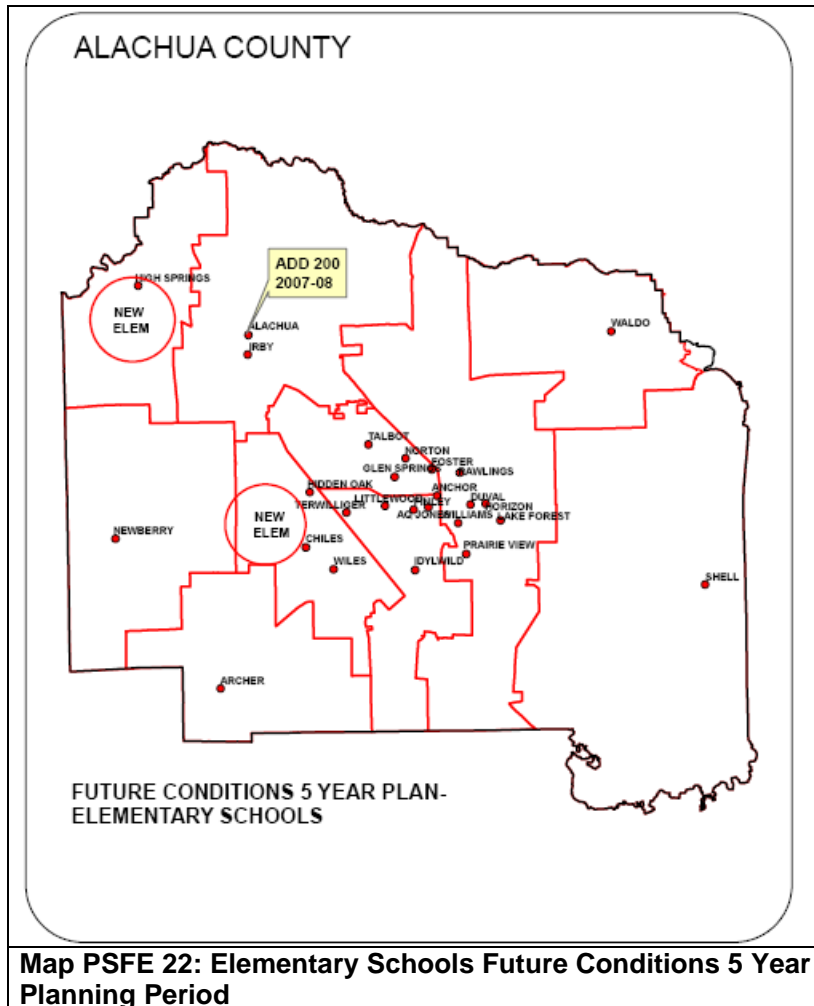 ALACHUA COUNTY
ADD 200
2007-08
HIGH SPRINGS
NEW
ELEM
ALACHUA
IRBY
WALDO
TALBOT
NORTON
GLEN SPRINGS
FOSTER
RAWLINGS
HIDDEN OAK
ANCHOR
TERWILLIGER
LITTLEWOOD
FINLEY
DUVAL
HORIZON
NEW
ELEM
AQ JONES
WILLIAMS
LAKE FOREST
NEWBERRY
CHILES
PRAIRIE VIEW
WILES
IDYLWILD
SHELL
ARCHER
FUTURE CONDITIONS 5 YEAR PLAN-
ELEMENTARY SCHOOLS
Map PSFE 22: Elementary Schools Future Conditions 5 Year
Planning Period